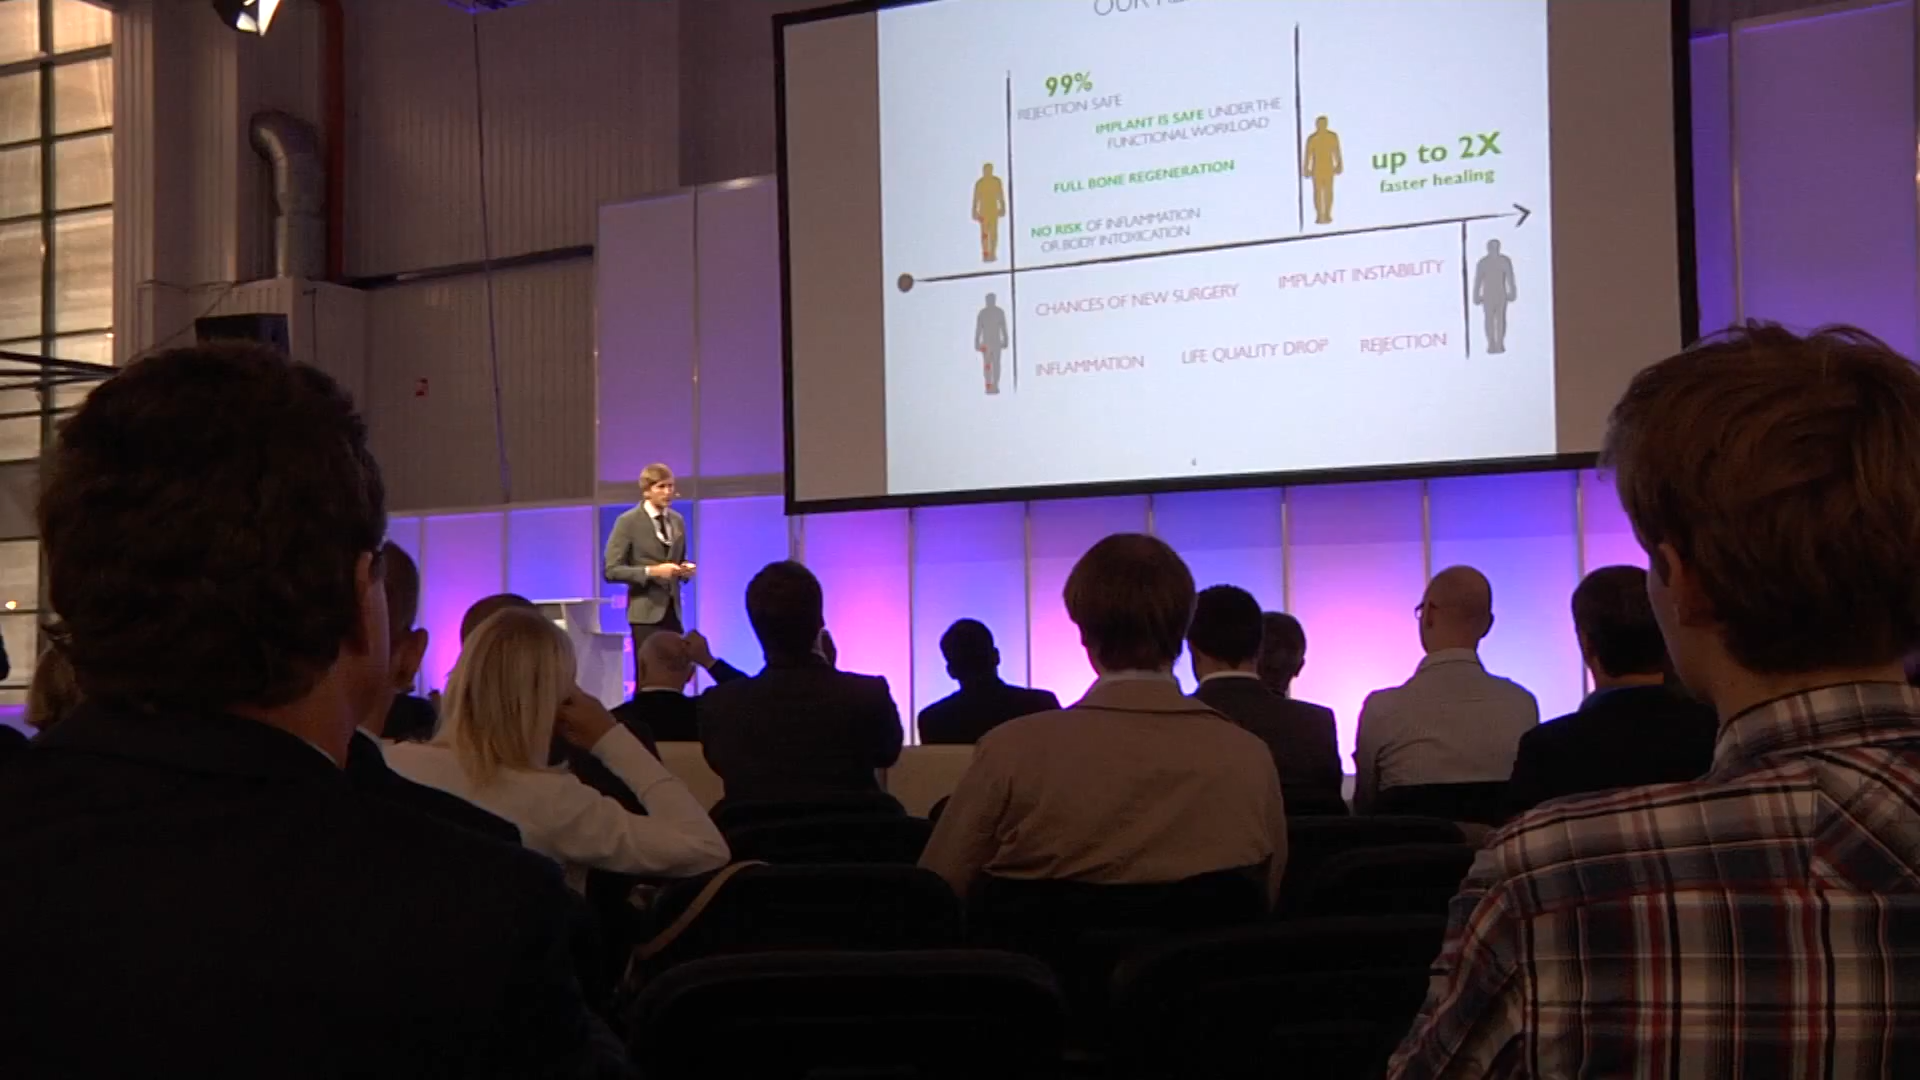 OUR
99%
REJECTION SAFE
IMPLANT IS SAFE UNDER THE
FUNCTIONAL WORKLOAD
FULL BONE REGENERATION
NO RISK OF INFLAMMATION
OR BODY INTOXICATION
up to 2X
faster healing
CHANCES OF NEW SURGERY
IMPLANT INSTABILITY
INFLAMMATION
LIFE QUALITY DROP
REJECTION